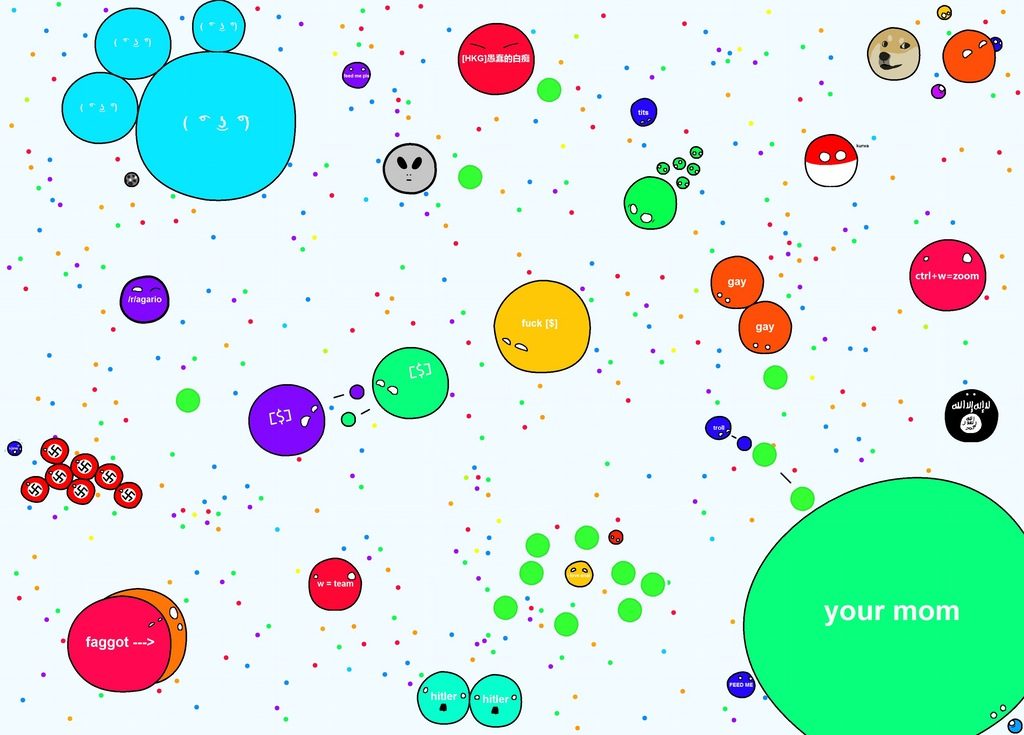 ( ͡° ͜ʖ ͡°)
( ͡° ͜ʖ ͡°)
( ͡° ͜ʖ ͡°)
( ͡° ͜ʖ ͡°)
feed me pls
[HKG]愚蠢的白痴
tits
kurwa
/r/agario
fuck [$]
gay
gay
ctrl+w=zoom
[$]
[$]
troll
w = team
faggot --->
hitler
hitler
your mom
FEED ME